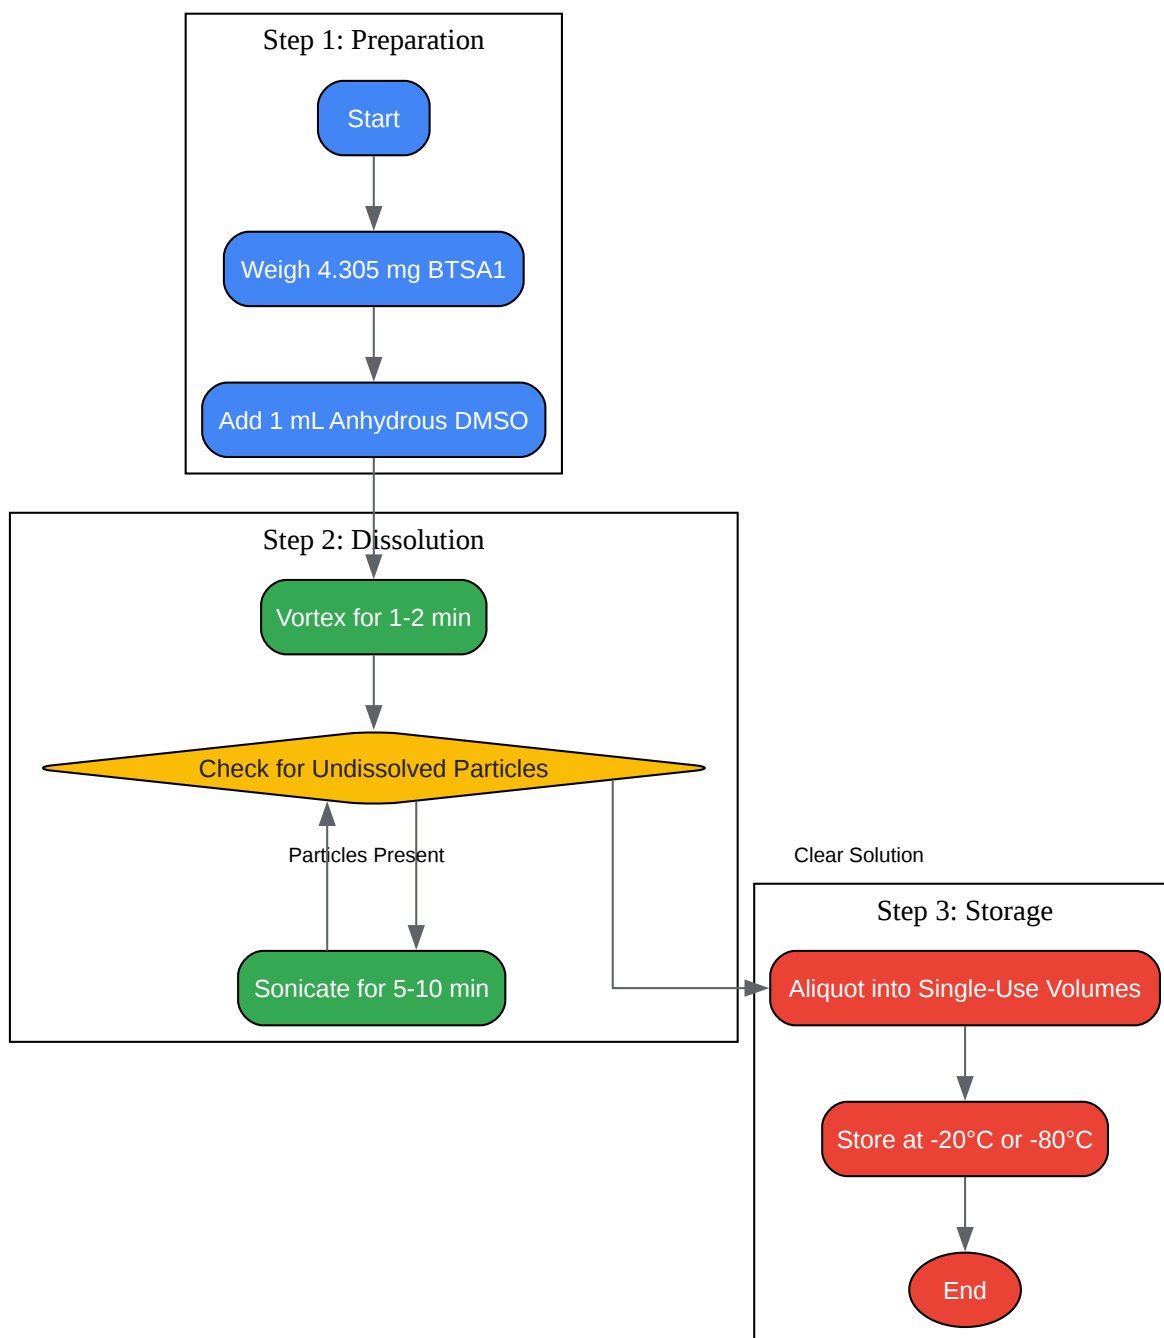 Step 1: Preparation
Start
Weigh 4.305 mg BTSA1
Add 1 mL Anhydrous DMSO
Step 2: Dissolution
Vortex for 1-2 min
Check for Undissolved Particles
Particles Present
Clear Solution
Sonicate for 5-10 min
Step 3: Storage
Aliquot into Single-Use Volumes
Store at -20°C or -80°C
End